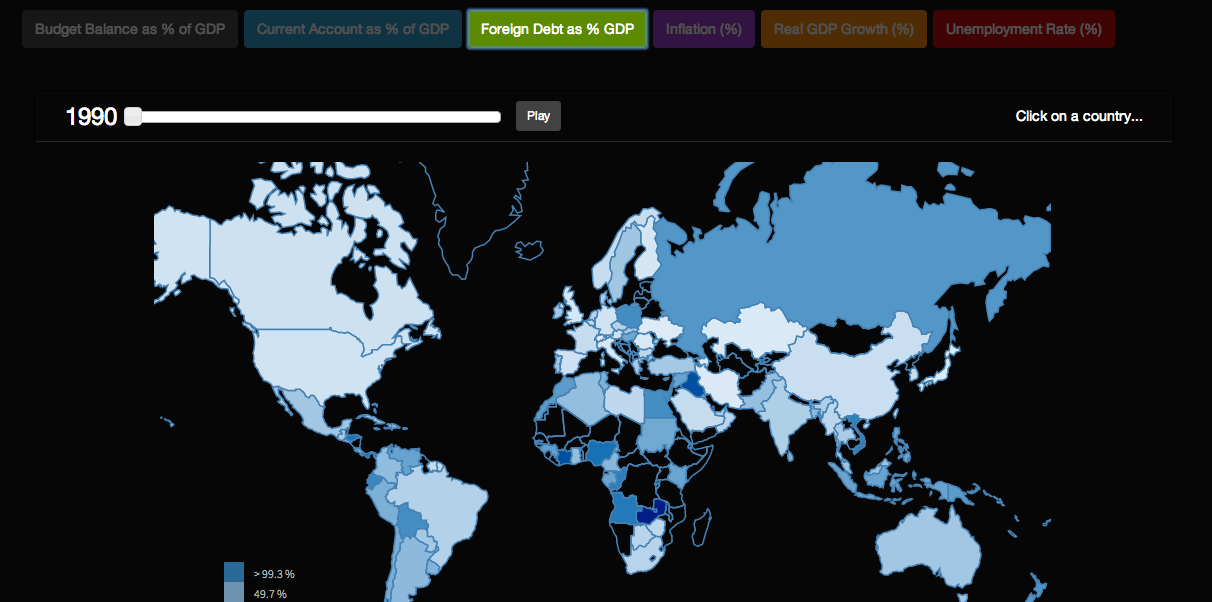 Budget Balance as % of GDP
Current Account as % of GDP
Foreign Debt as % GDP
Inflation (%)
Real GDP Growth (%)
Unemployment Rate (%)
1990
Play
Click on a country...
> 99.3 %
49.7 %